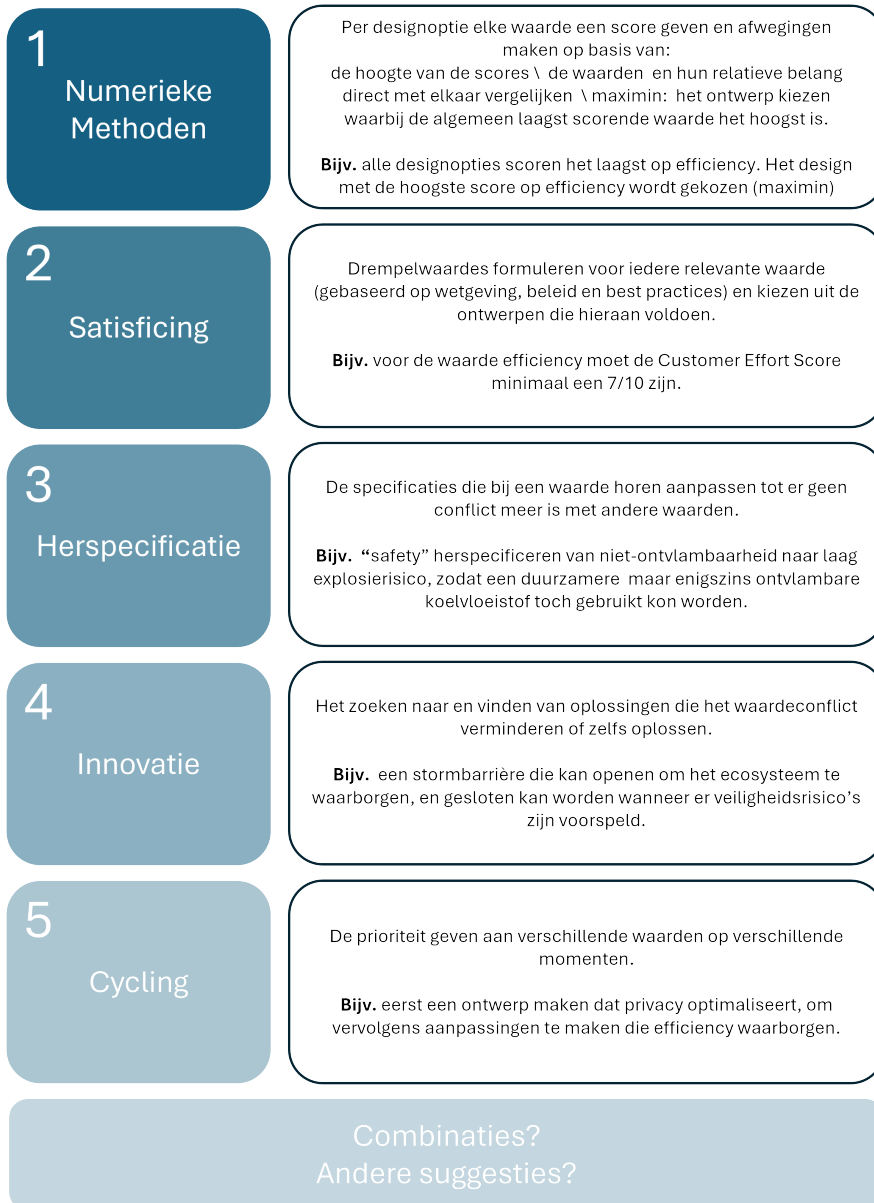 1
Numerieke
Methoden
Per designoptie elke waarde een score geven en afwegingen
maken op basis van:
de hoogte van de scores \ de waarden en hun relatieve belang
direct met elkaar vergelijken \ maximin: het ontwerp kiezen
waarbij de algemeen laagst scorende waarde het hoogst is.
Bijv. alle designopties scoren het laagst op efficiency. Het design
met de hoogste score op efficiency wordt gekozen (maximin)
2
Satisficing
Drempelwaardes formuleren voor iedere relevante waarde
(gebaseerd op wetgeving, beleid en best practices) en kiezen uit de
ontwerpen die hieraan voldoen.
Bijv. voor de waarde efficiency moet de Customer Effort Score
minimaal een 7/10 zijn.
3
Herspecificatie
De specificaties die bij een waarde horen aanpassen tot er geen
conflict meer is met andere waarden.
Bijv. “safety” herspecificeren van niet-ontvlambaarheid naar laag
explosierisico, zodat een duurzamere maar enigszins ontvlambare
koelvloeistof toch gebruikt kon worden.
4
Innovatie
Het zoeken naar en vinden van oplossingen die het waardeconflict
verminderen of zelfs oplossen.
Bijv. een stormbarrière die kan openen om het ecosysteem te
waarborgen, en gesloten kan worden wanneer er veiligheidsrisico’s
zijn voorspeld.
5
Cycling
De prioriteit geven aan verschillende waarden op verschillende
momenten.
Bijv. eerst een ontwerp maken dat privacy optimaliseert, om
vervolgens aanpassingen te maken die efficiency waarborgen.
Combinaties?
Andere suggesties?